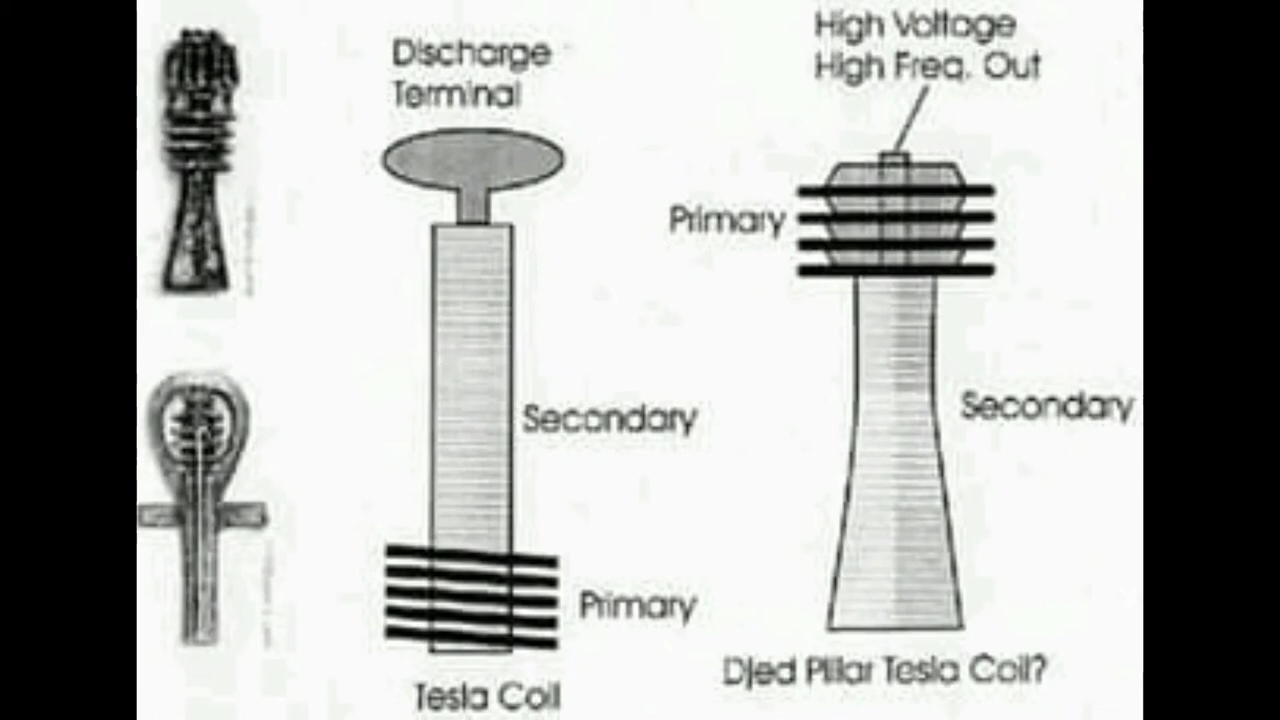 Discharge
Terminal
Secondary
Primary
Tesla Coil
High Voltage
High Freq. Out
Primary
Secondary
Djed Pillar Tesla Coil?